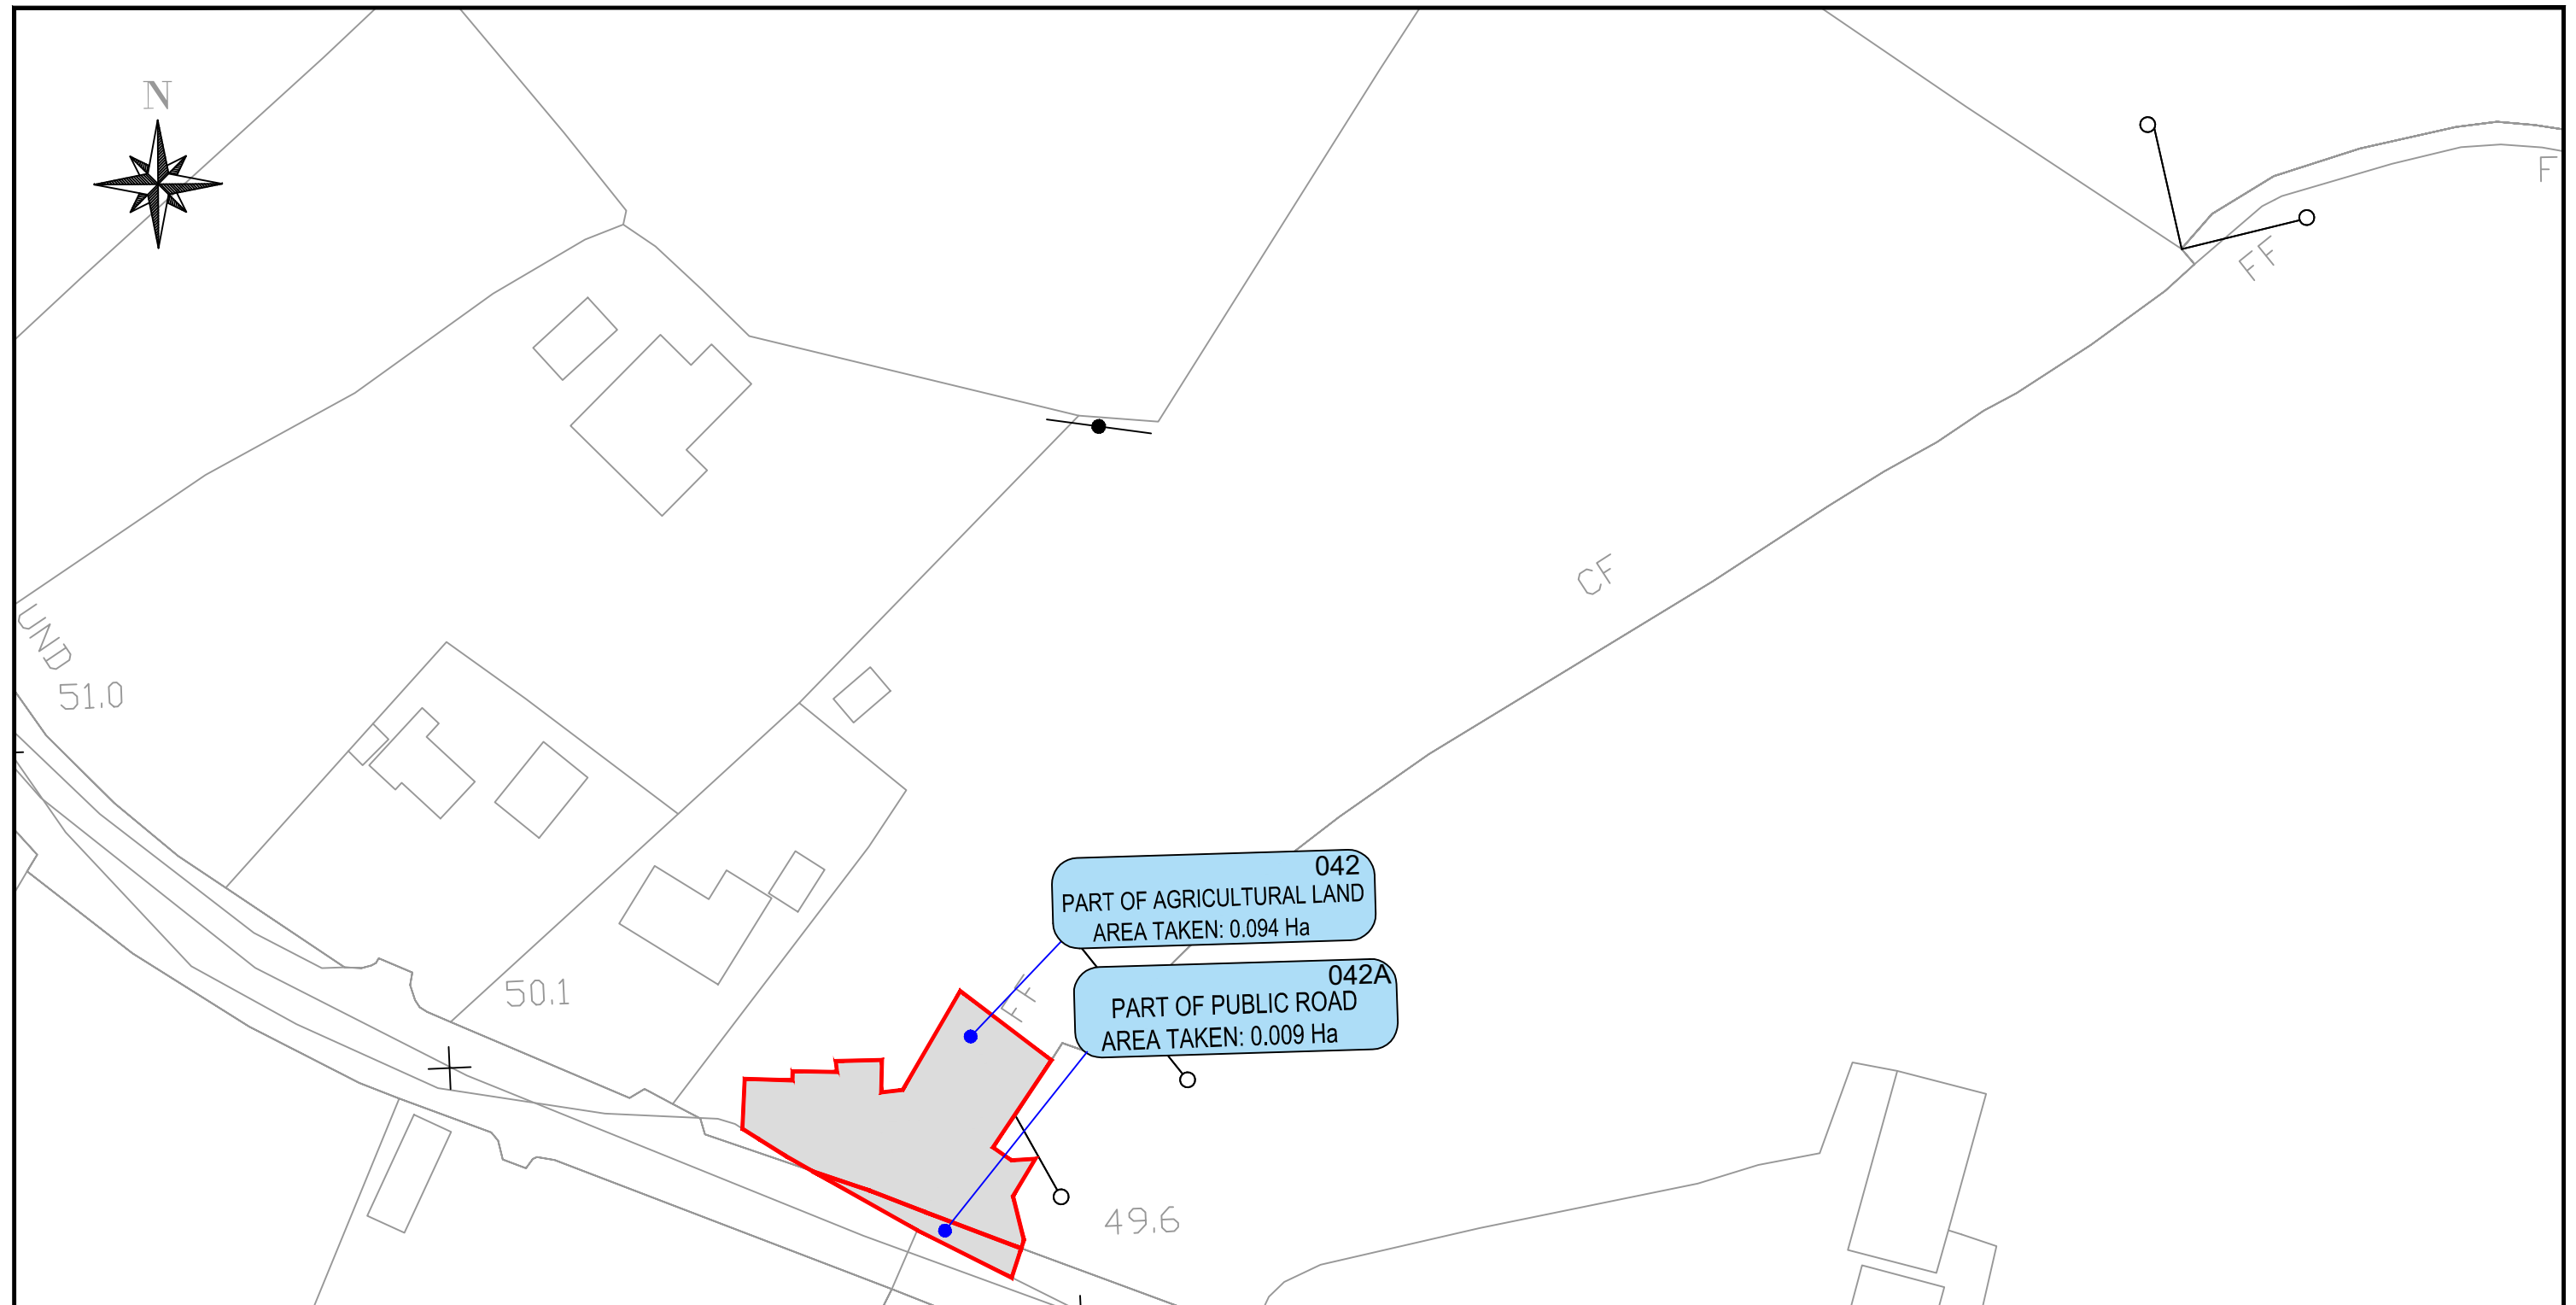 N
F
FF
CF
UND
51.0
042
PART OF AGRICULTURAL LAND
AREA TAKEN: 0.094 Ha
042A
PART OF PUBLIC ROAD
AREA TAKEN: 0.009 Ha
50.1
FF
49.6